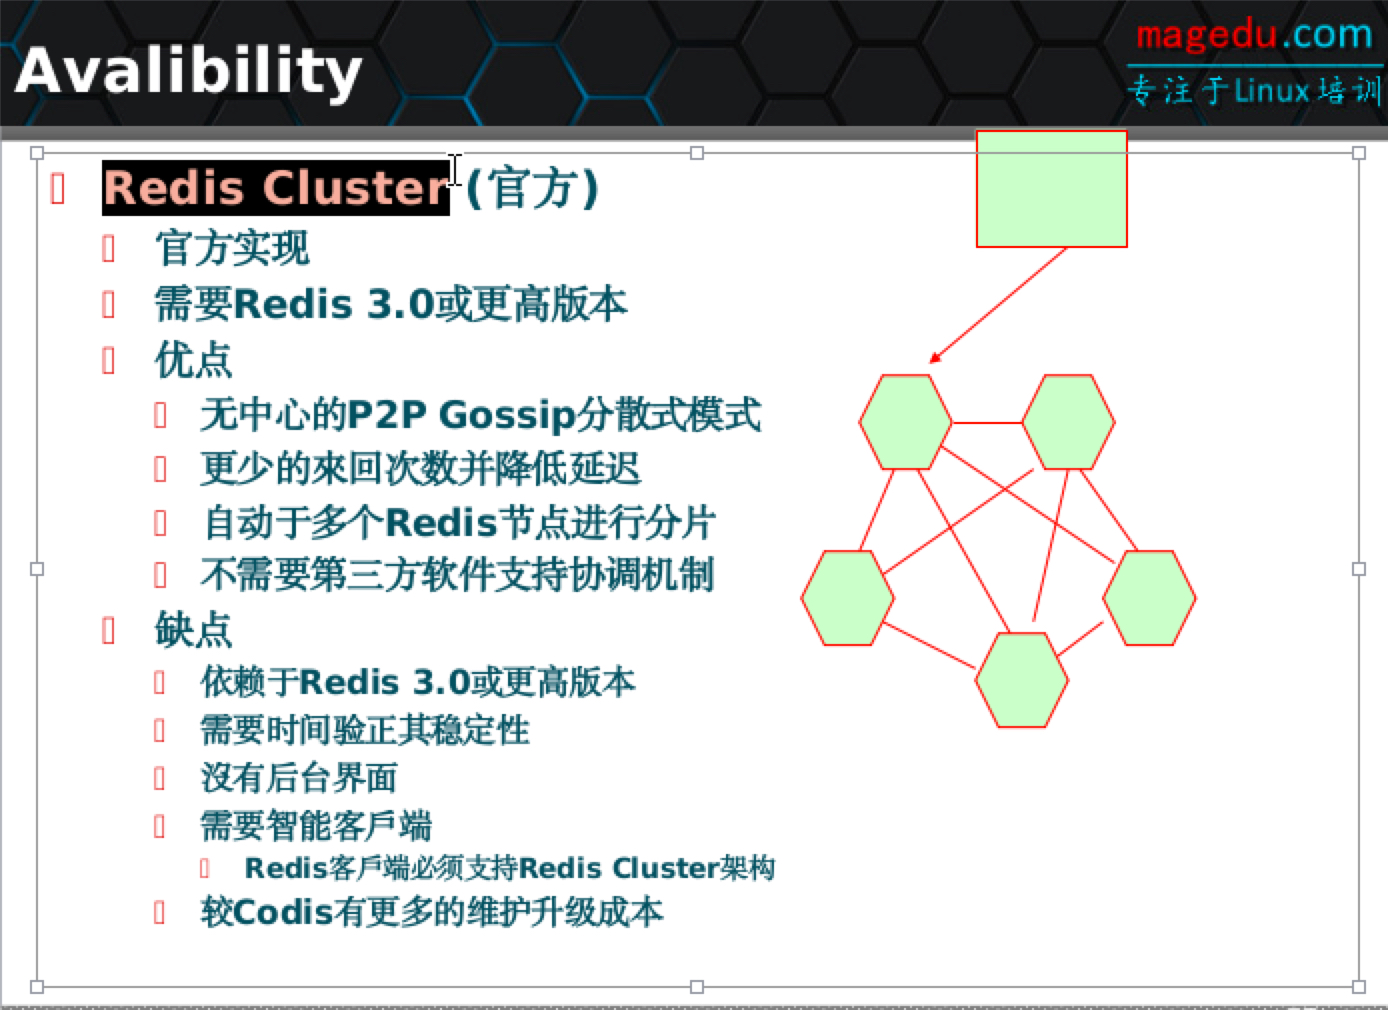 Avalibility
magedu.com
专注于Linux培训
Redis Cluster (官方)
官方实现
需要Redis 3.0或更高版本
优点
无中心的P2P Gossip分散式模式
更少的來回次数并降低延迟
自动于多个Redis节点进行分片
不需要第三方软件支持协调机制
缺点
依赖于Redis 3.0或更高版本
需要时间验正其稳定性
沒有后台界面
需要智能客戶端
Redis客戶端必须支持Redis Cluster架构
较Codis有更多的维护升级成本